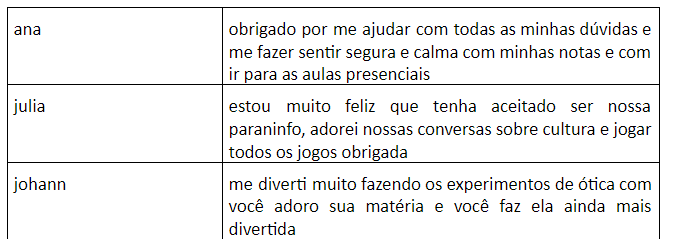 ana
obrigado por me ajudar com todas as minhas dúvidas e
me fazer sentir segura e calma com minhas notas e com
ir para as aulas presenciais
julia
estou muito feliz que tenha aceitado ser nossa
paraninfo, adorei nossas conversas sobre cultura e jogar
todos os jogos obrigada
johann
me diverti muito fazendo os experimentos de ótica com
você adoro sua matéria e você faz ela ainda mais
divertida